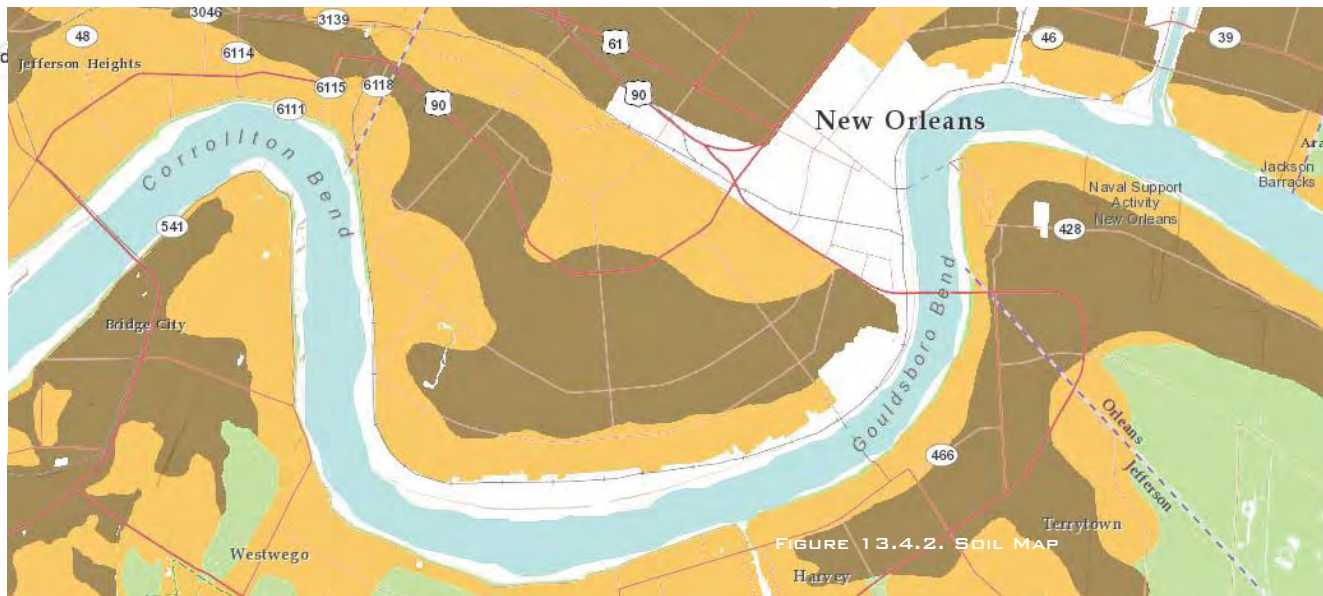 3046
3139
48
61
46
39
d
Jefferson Heights
6114
6115
6118
90
90
6111
New Orleans
Corrollton
Bend
Jackson
Barracks
Naval Support
Activity
New Orleans
541
428
Gouldsboro Bend
Bridge City
Orleans
Jefferson
466
Terrytown
FIGURE 13.4.2. SOIL MAP
Westwego
Harvey